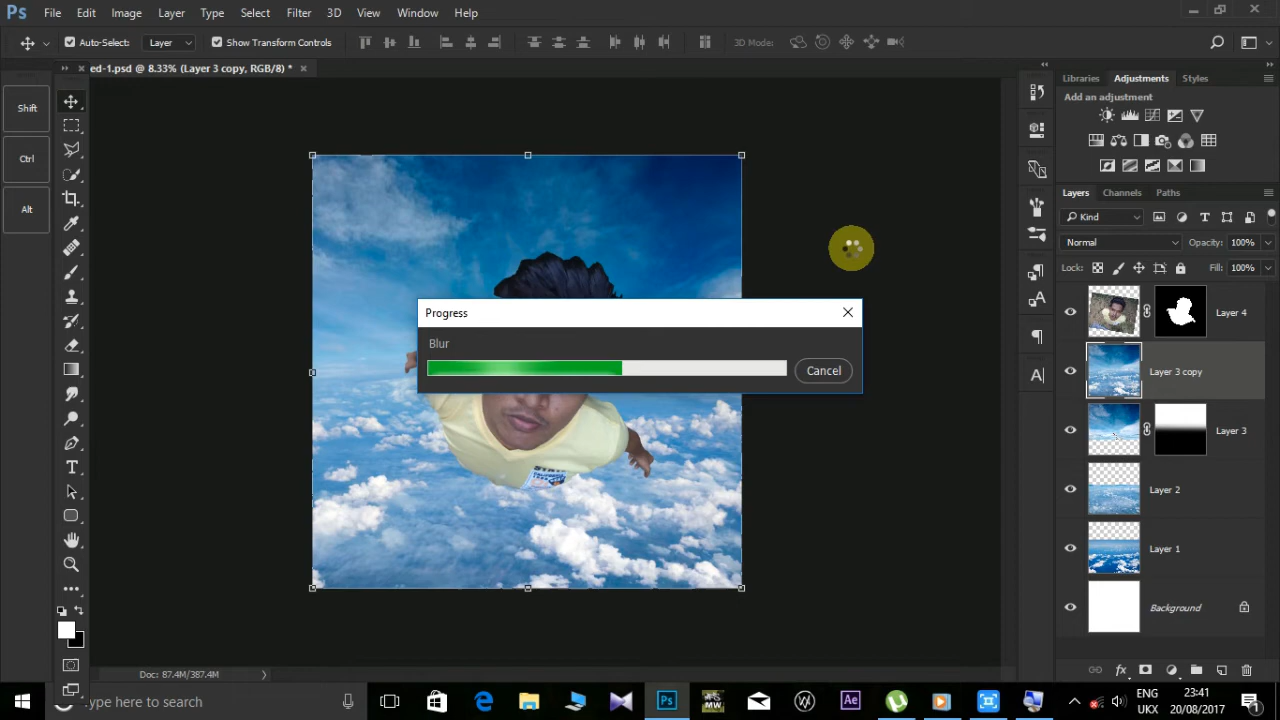 Ps File Edit Image Layer Type Select Filter 3D View Window Help
Auto-Select: Layer Show Transform Controls 3D Mode:
ed-1.psd @ 8.33% (Layer 3 copy, RGB/8) *
Shift
Ctrl
Alt
Progress
Blur
Cancel
Libraries Adjustments Styles
Add an adjustment
Layers Channels Paths
Kind
Normal Opacity: 100%
Lock: Fill: 100%
Layer 4
Layer 3 copy
Layer 3
Layer 2
Layer 1
Background
Doc: 87.4M/387.4M
ype here to search
Ps
MW
Ae
ENG
UKX
23:41
20/08/2017
1